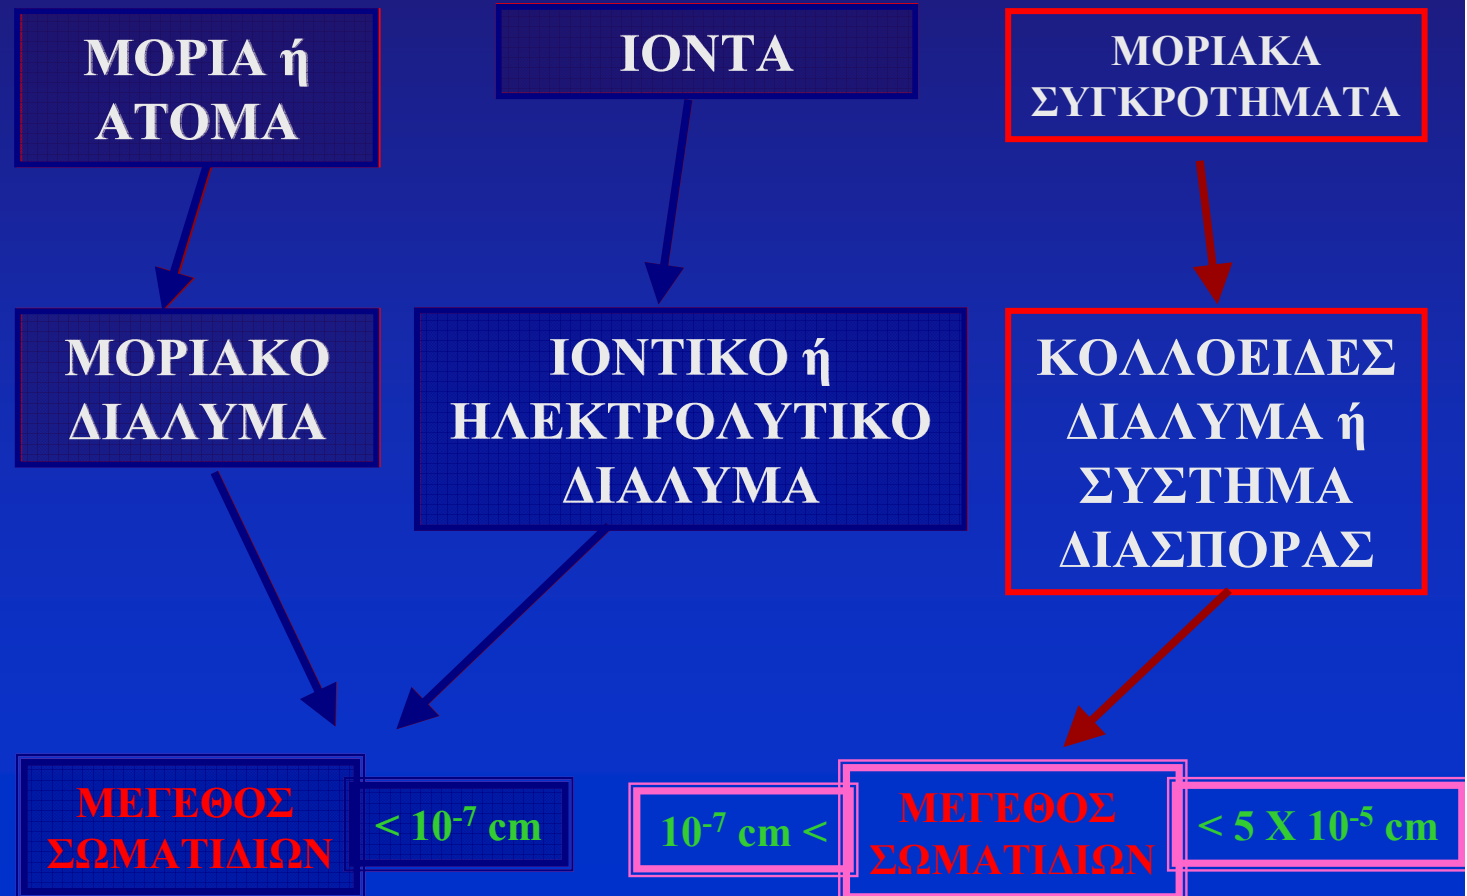 ΜΟΡΙΑ ή
ΑΤΟΜΑ
ΙΟΝΤΑ
ΜΟΡΙΑΚΑ
ΣΥΓΚΡΟΤΗΜΑΤΑ
ΜΟΡΙΑΚΟ
ΔΙΑΛΥΜΑ
ΙΟΝΤΙΚΟ ή
ΗΛΕΚΤΡΟΛΥΤΙΚΟ
ΔΙΑΛΥΜΑ
ΚΟΛΛΟΕΙΔΕΣ
ΔΙΑΛΥΜΑ ή
ΣΥΣΤΗΜΑ
ΔΙΑΣΠΟΡΑΣ
ΜΕΓΕΘΟΣ
ΣΩΜΑΤΙΔΙΩΝ
< 10⁻⁷ cm
10⁻⁷ cm <
ΜΕΓΕΘΟΣ
ΣΩΜΑΤΙΔΙΩΝ
< 5 X 10⁻⁵ cm